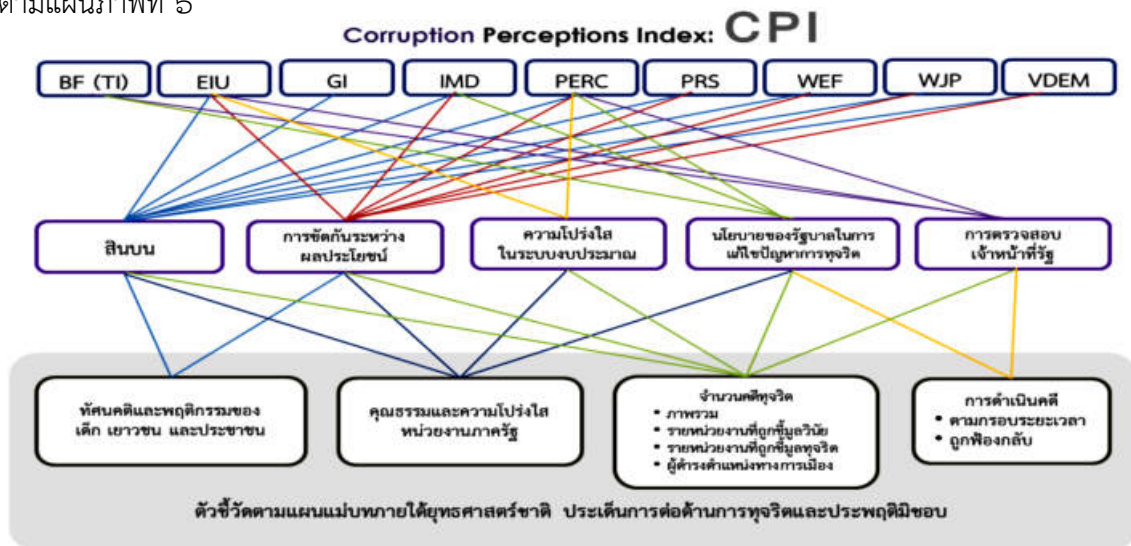 ตามแผนภาพที่ ๖
Corruption Perceptions Index: CPI
BF (TI) EIU GI IMD PERC PRS WEF WJP VDEM
สินบน
การขัดกันระหว่าง
ผลประโยชน์
ความโปร่งใส
ในระบบงบประมาณ
นโยบายของรัฐบาลในการ
แก้ไขปัญหาการทุจริต
การตรวจสอบ
เจ้าหน้าที่รัฐ
ทัศนคติและพฤติกรรมของ
เด็ก เยาวชน และประชาชน
คุณธรรมและความโปร่งใส
หน่วยงานภาครัฐ
จำนวนคดีทุจริต
• ภาพรวม
• รายหน่วยงานที่ถูกชี้มูลวินัย
• รายหน่วยงานที่ถูกชี้มูลทุจริต
• ผู้ดำรงตำแหน่งทางการเมือง
การดำเนินคดี
• ตามกรอบระยะเวลา
• ถูกฟ้องกลับ
ตัวชี้วัดตามแผนแม่บทภายใต้ยุทธศาสตร์ชาติ ประเด็นการต่อต้านการทุจริตและประพฤติมิชอบ